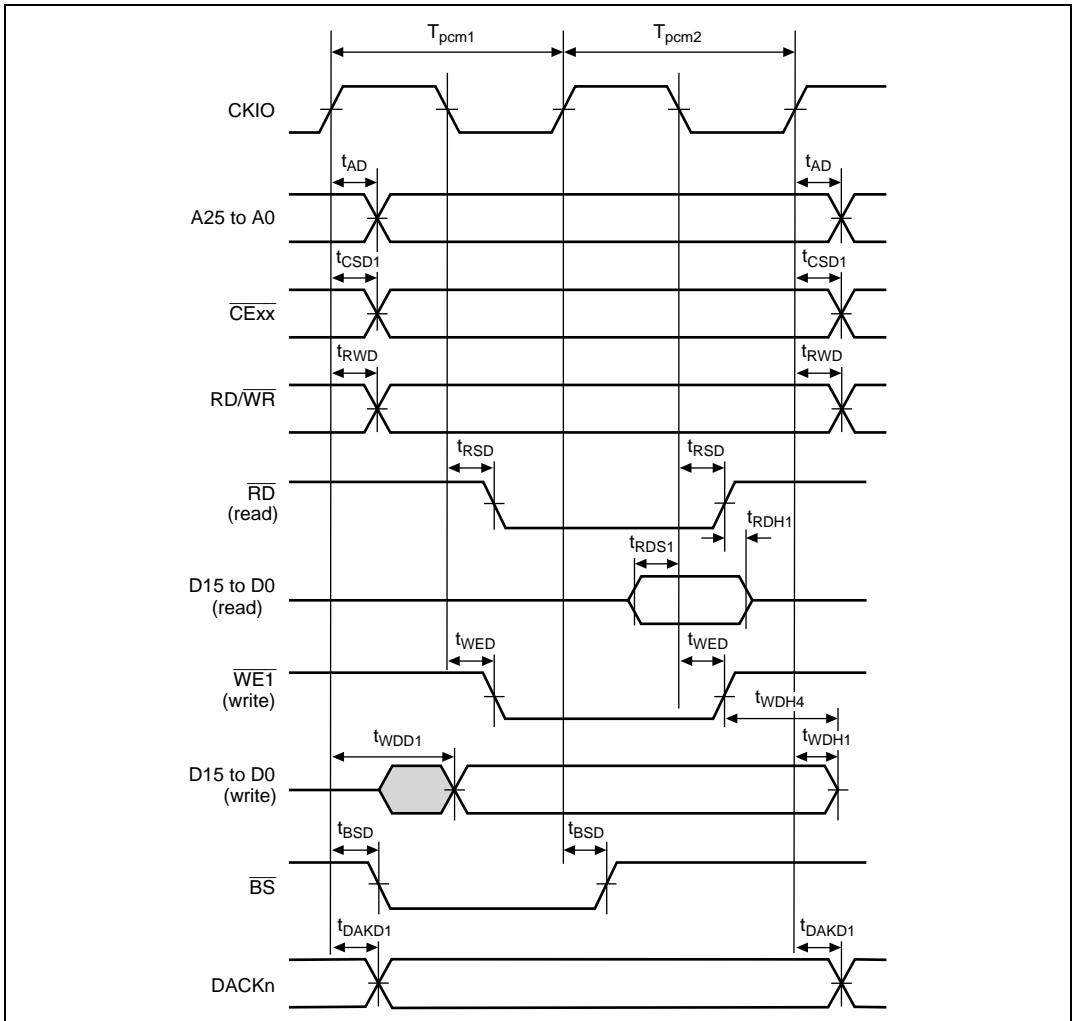 Tpcm1 Tpcm2
CKIO
tAD tAD
A25 to A0
tCSD1 tCSD1
CExx
tRWD tRWD
RD/WR
tRSD tRSD
RD
(read)
tRDH1
tRDS1
D15 to D0
(read)
tWED tWED
WE1
(write)
tWDH4
tWDD1 tWDH1
D15 to D0
(write)
tBSD tBSD
BS
tDAKD1 tDAKD1
DACKn